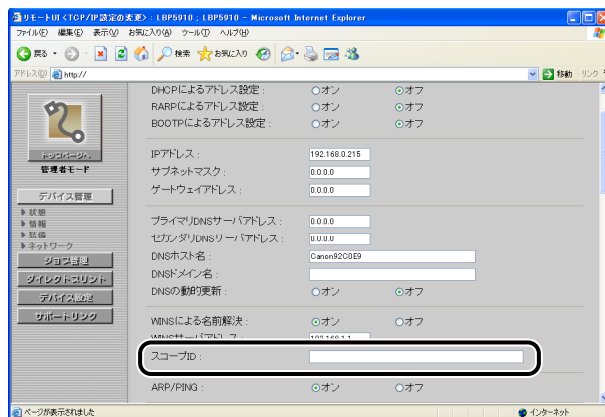 リモートUI <TCP/IP設定の変更> : LBP5910 ; LBP5910 - Microsoft Internet Explorer
ファイル(F) 編集(E) 表示(V) お気に入り(A) ツール(T) ヘルプ(H)
戻る 検索 お気に入り
アドレス(D) http:// 移動 リンク
トップページへ
管理者モード
デバイス管理
状態
情報
装備
ネットワーク
ジョブ管理
ダイレクトプリント
デバイス設定
サポートリンク
DHCPによるアドレス設定 : オン オフ
RARPによるアドレス設定 : オン オフ
BOOTPによるアドレス設定 : オン オフ
IPアドレス : 192.168.0.215
サブネットマスク : 0.0.0.0
ゲートウェイアドレス : 0.0.0.0
プライマリDNSサーバアドレス : 0.0.0.0
セカンダリDNSサーバアドレス : 0.0.0.0
DNSホスト名 : Canon92C0E9
DNSドメイン名 :
DNSの動的更新 : オン オフ
WINSによる名前解決 : オン オフ
WINSサーバアドレス : 192.168.1.1
スコープID :
ARP/PING : オン オフ
ページが表示されました インターネット